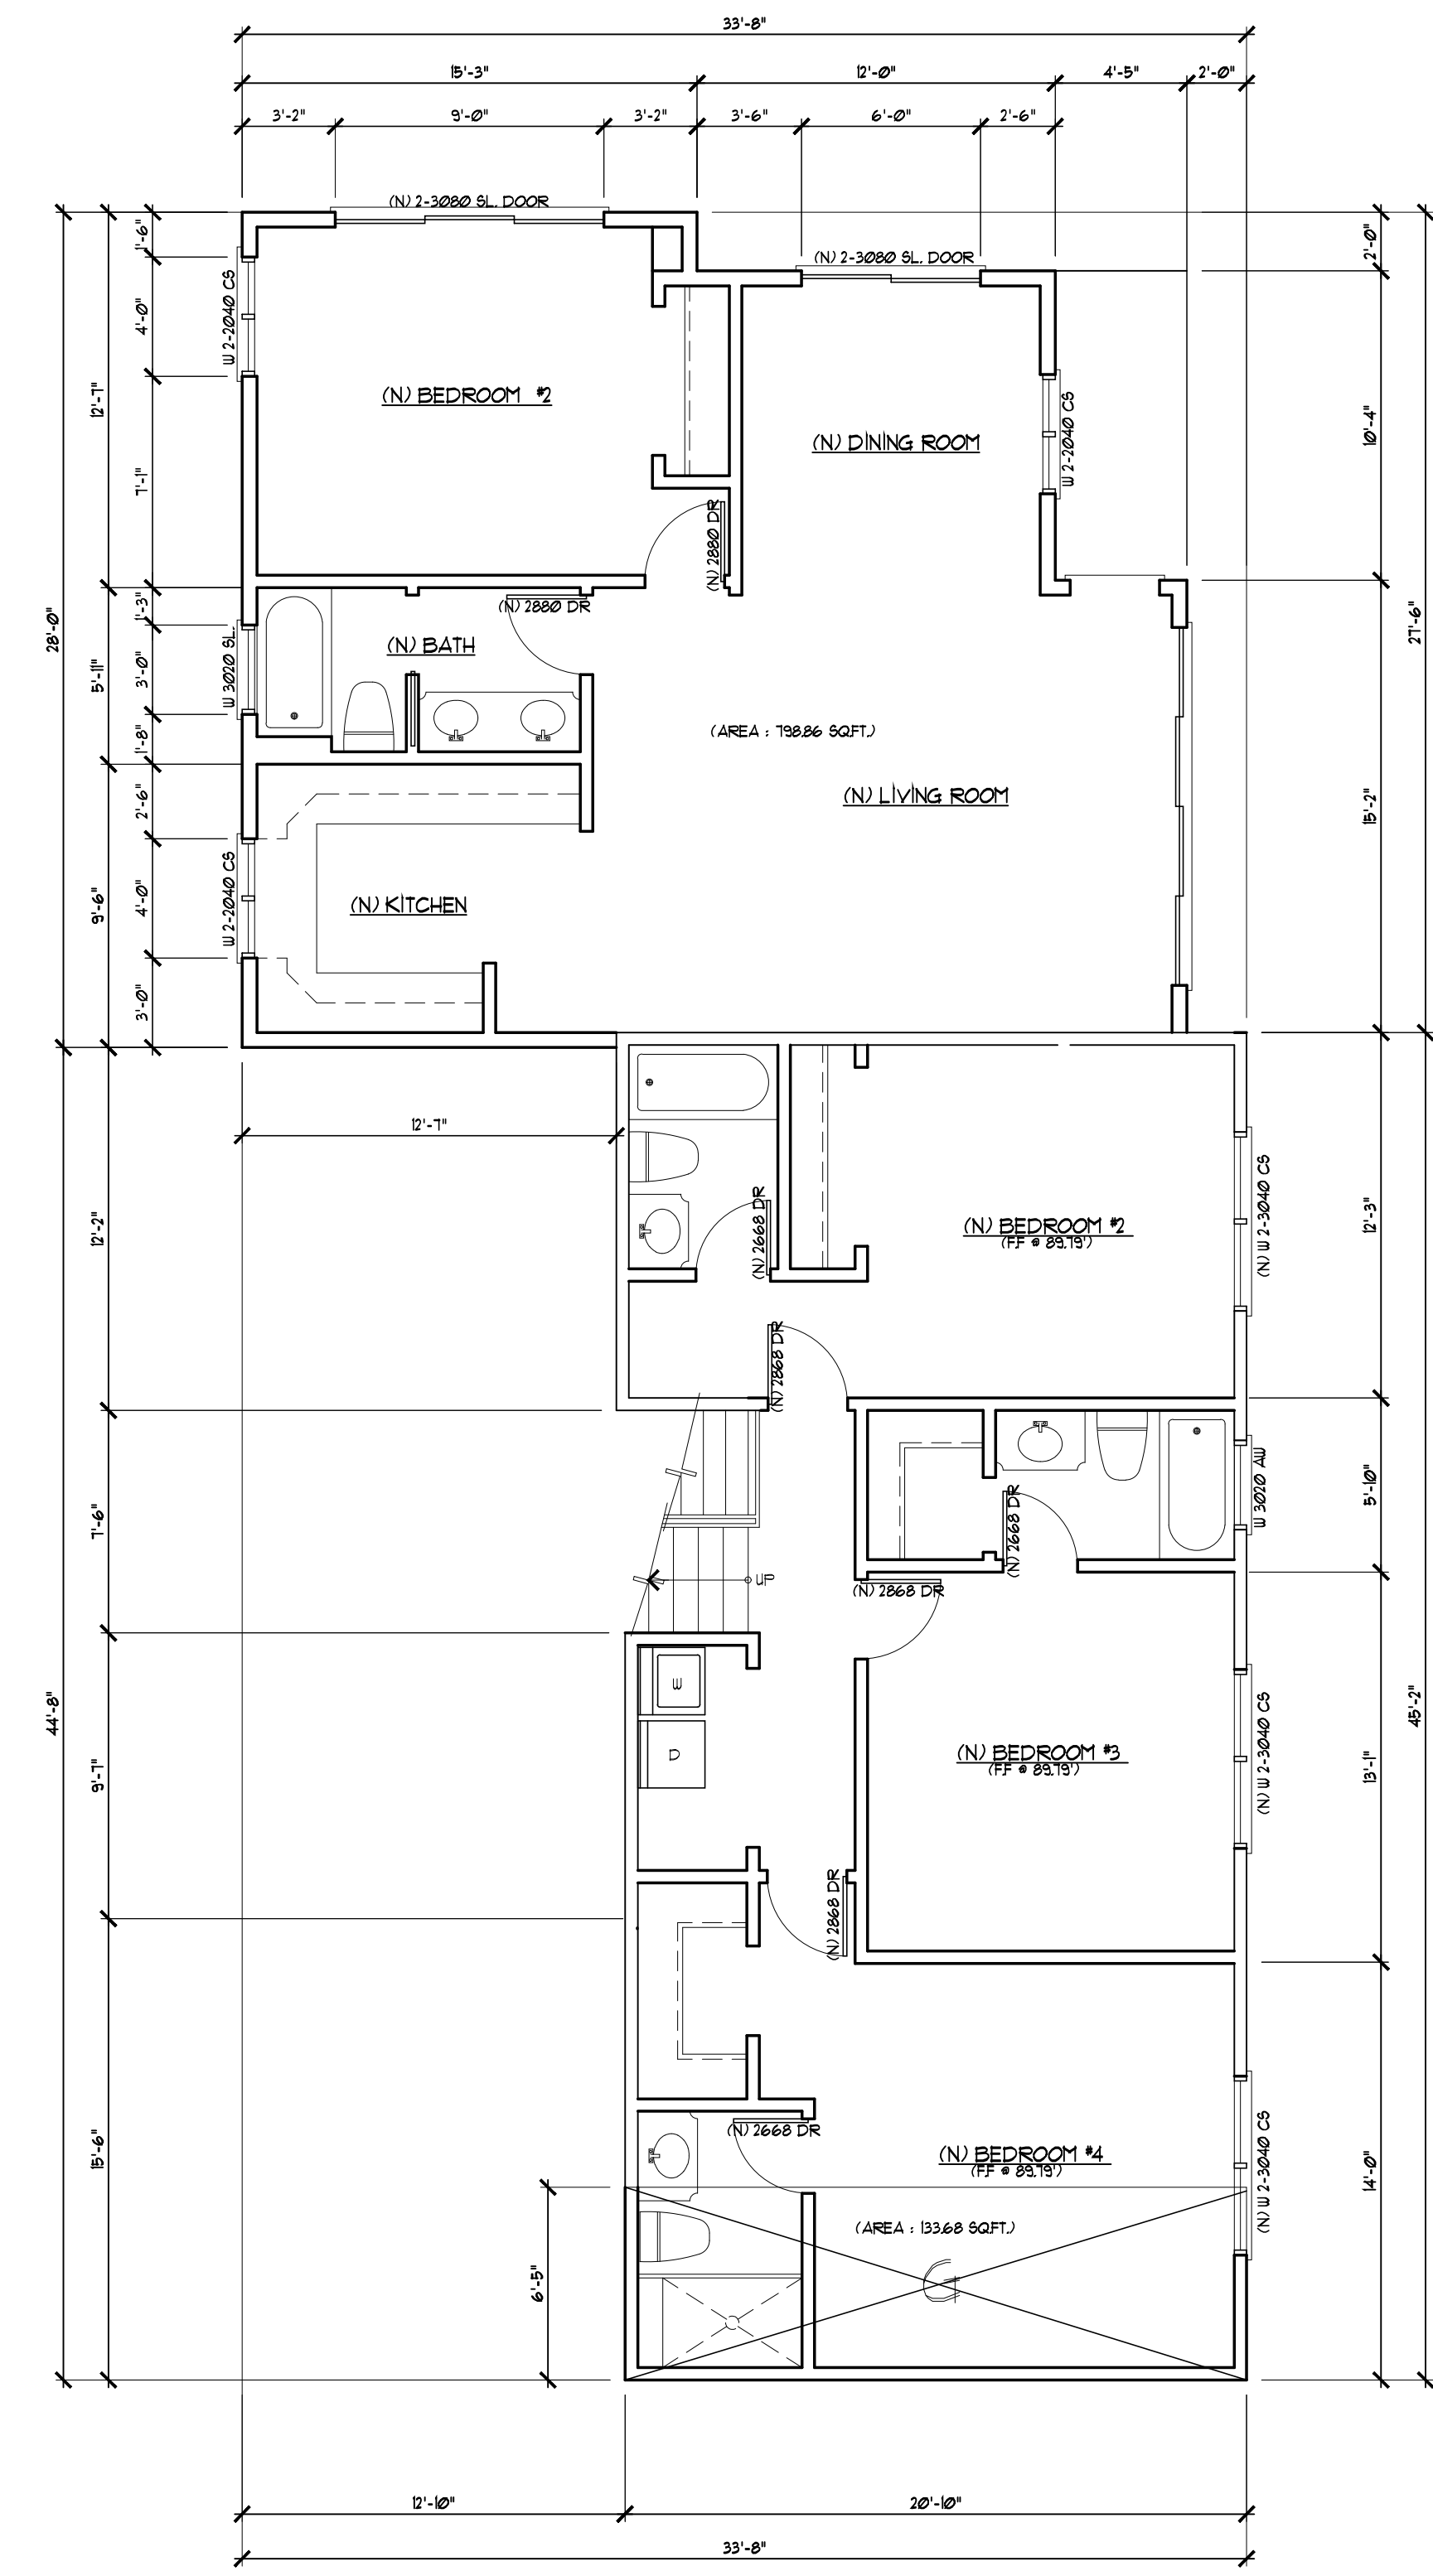 33'-8"
15'-3" 12'-0" 4'-5" 2'-0"
3'-2" 9'-0" 3'-2" 3'-6" 6'-0" 2'-6"
(N) 2-3080 SL. DOOR
(N) 2-3080 SL. DOOR
1'-6"
4'-0"
7'-1"
1'-3"
3'-0"
1'-8"
2'-6"
4'-0"
3'-0"
12'-7"
5'-11"
9'-6"
28'-0"
W 2-2040 CS
W 3020 SL.
W 2-2040 CS
(N) BEDROOM #2
(N) DINING ROOM
W 2-2040 CS
(N) 2880 DR
(N) 2880 DR
(N) BATH
(AREA : 798.86 SQ.FT.)
(N) LIVING ROOM
(N) KITCHEN
2'-0"
10'-4"
15'-2"
27'-6"
12'-7"
(N) 2668 DR
(N) BEDROOM #2
(F.F @ 89.79')
(N) W 2-3040 CS
(N) 2868 DR
12'-3"
12'-2"
7'-6"
9'-7"
15'-6"
44'-8"
UP
(N) 2668 DR
W 3020 AW
(N) 2868 DR
5'-10"
W
D
(N) BEDROOM #3
(F.F @ 89.79')
(N) W 2-3040 CS
13'-1"
45'-2"
(N) 2868 DR
(N) 2668 DR
(N) BEDROOM #4
(F.F @ 89.79')
(N) W 2-3040 CS
14'-0"
(AREA : 133.68 SQ.FT.)
G
6'-5"
12'-10" 20'-10"
33'-8"